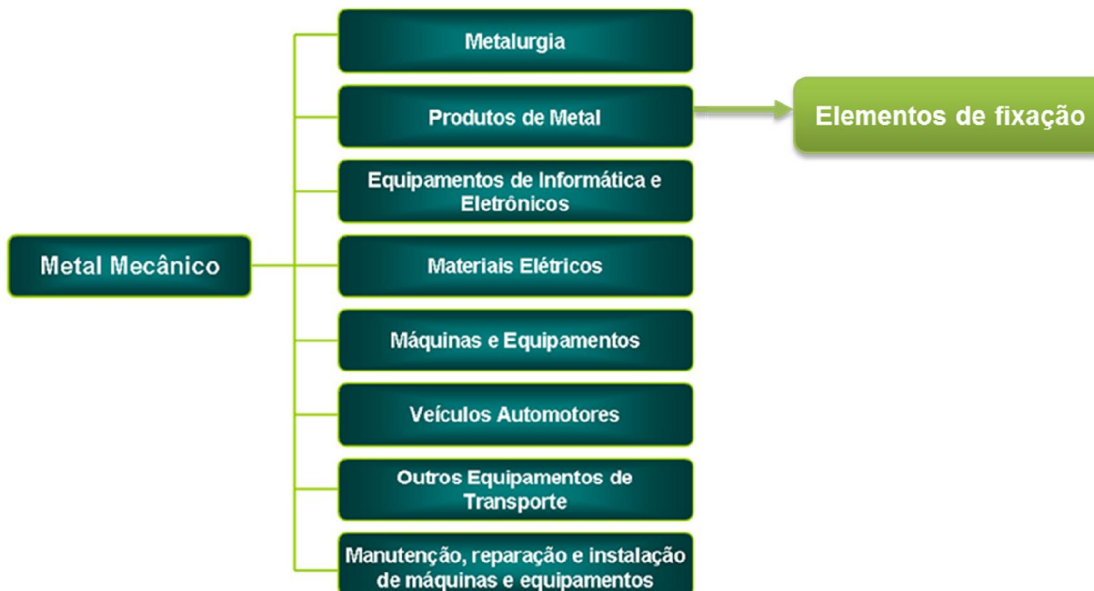 Metalurgia
Produtos de Metal
Elementos de fixação
Equipamentos de Informática e
Eletrônicos
Metal Mecânico
Materiais Elétricos
Máquinas e Equipamentos
Veículos Automotores
Outros Equipamentos de
Transporte
Manutenção, reparação e instalação
de máquinas e equipamentos